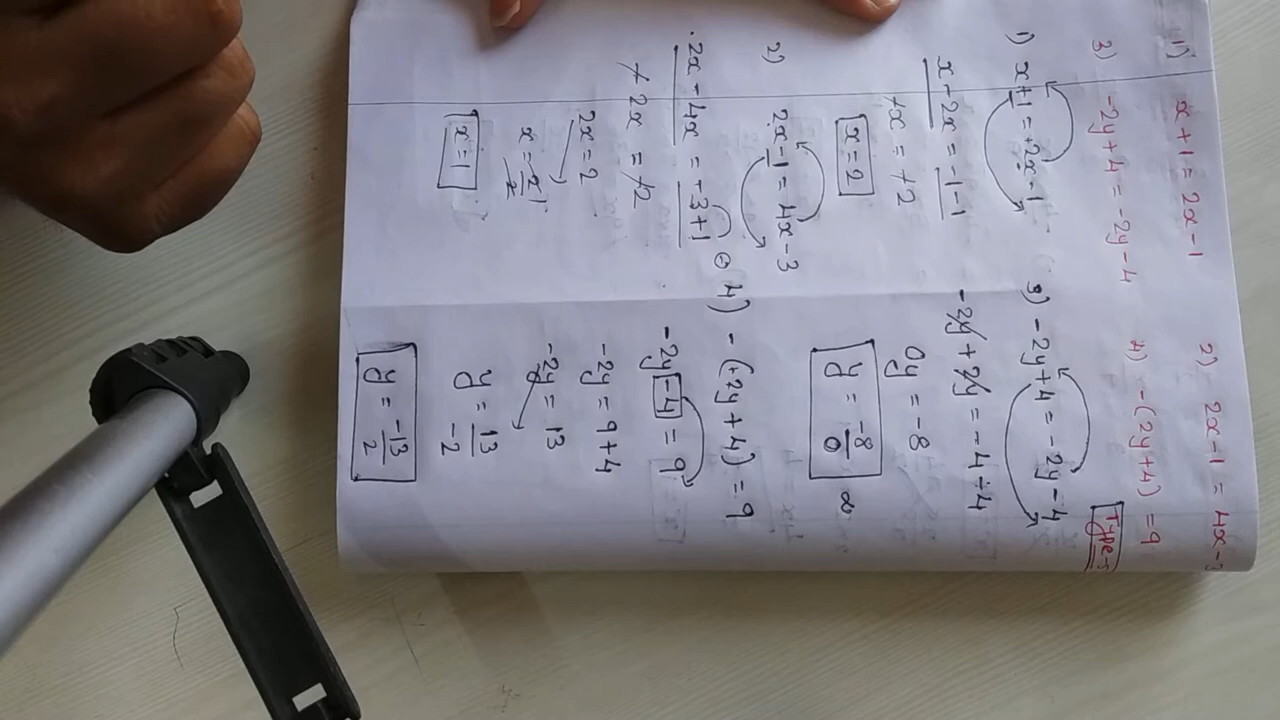 1) x + 1 = 2x - 1
2) 2x - 1 = 4x - 3
3) -2y + 4 = -2y - 4
4) -(2y + 4) = 9
Type-5
1) x + 1 = +2x - 1
x - 2x = -1 - 1
+x = +2
x = 2
2) 2x - 1 = 4x - 3
2x - 4x = -3 + 1
+2x = +2
2x = 2
x = 2/2 1
x = 1
3) -2y + 4 = -2y - 4
-2y + 2y = -4 - 4
0y = -8
y = -8/0 ∞
4) -(+2y + 4) = 9
-2y - 4 = 9
-2y = 9 + 4
-2y = 13
y = 13/-2
y = -13/2